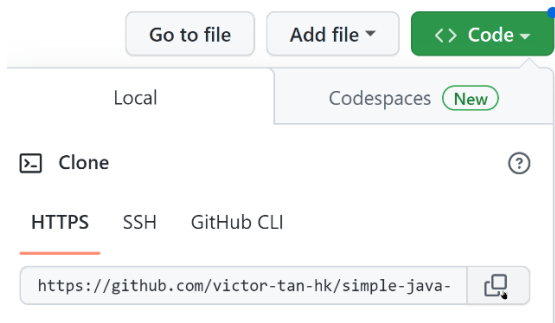 Go to file Add file <> Code
Local Codespaces New
Clone
HTTPS SSH GitHub CLI
https://github.com/victor-tan-hk/simple-java-